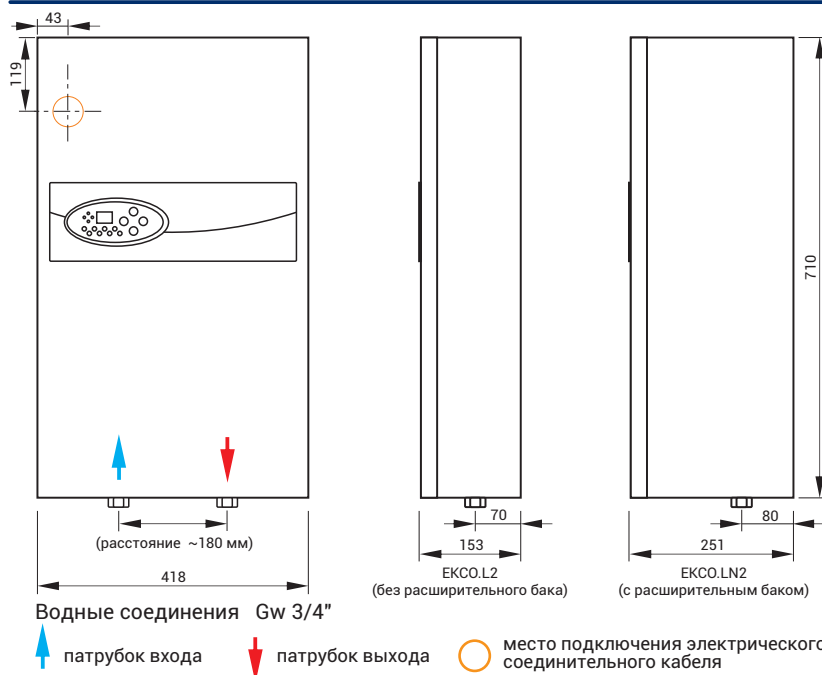 43
119
710
70
80
(расстояние ~180 мм)
153
251
418
EKCO.L2
(без расширительного бака)
EKCO.LN2
(с расширительным баком)
Водные соединения Gw 3/4"
патрубок входа
патрубок выхода
место подключения электрического
соединительного кабеля